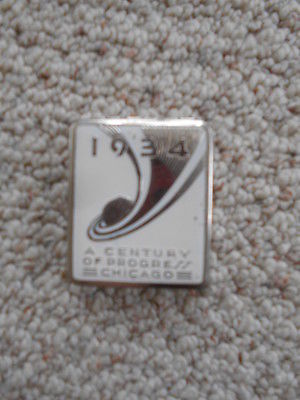 1934
A CENTURY
OF PROGRESS
CHICAGO